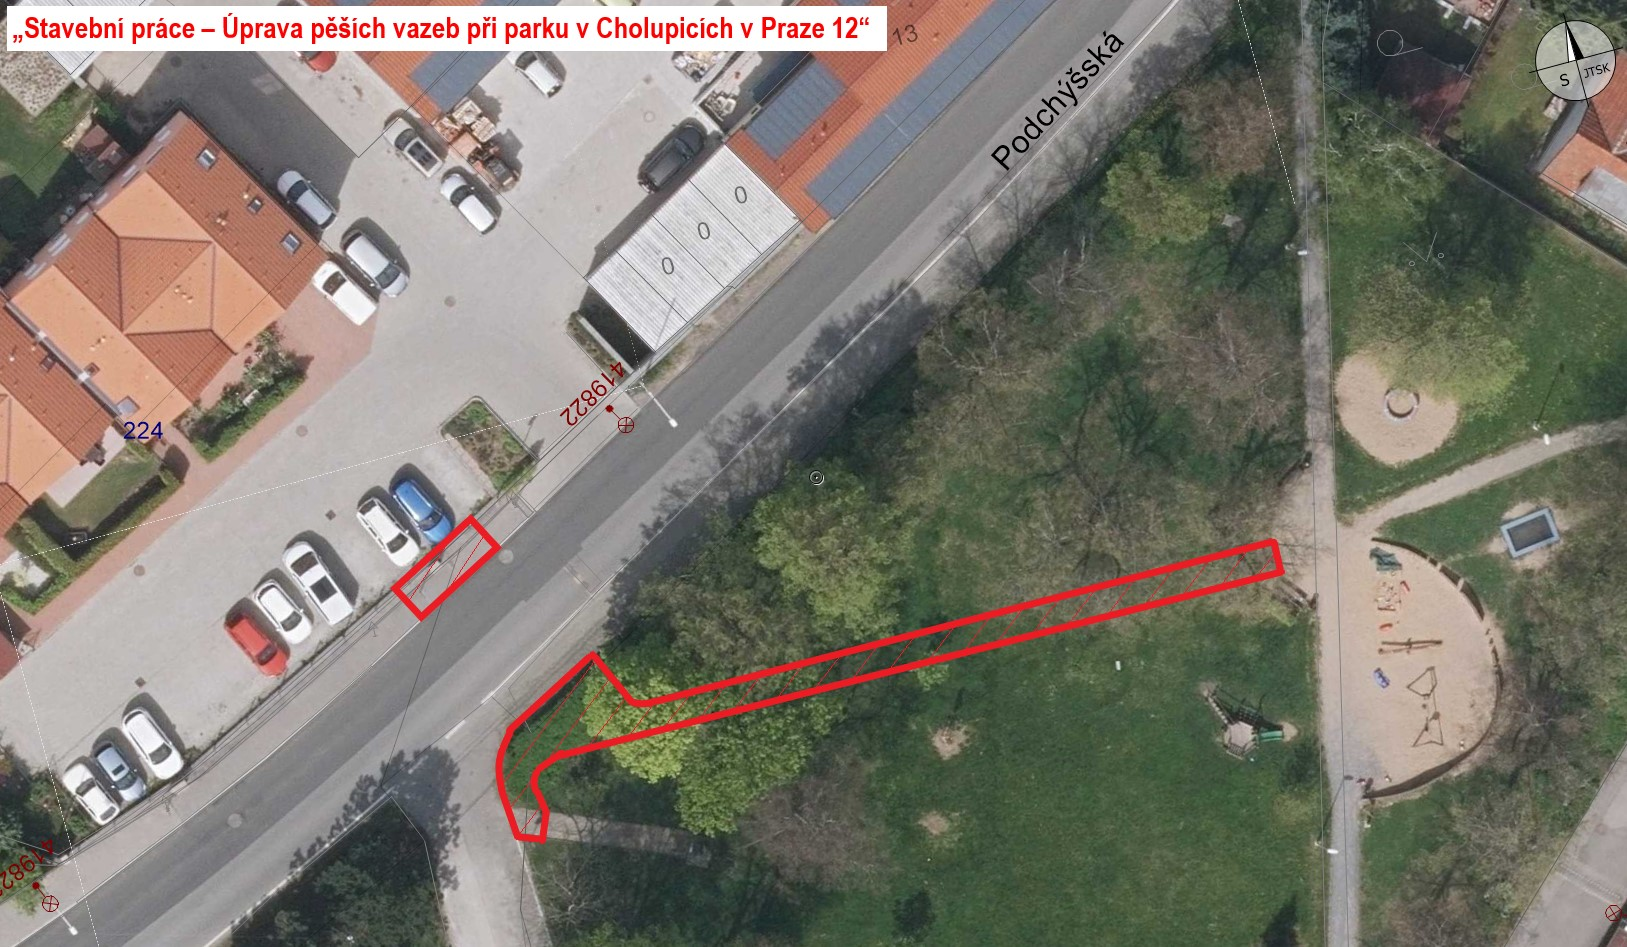 „Stavební práce – Úprava pěších vazeb při parku v Cholupicích v Praze 12“
13
Podchýšská
S JTSK
0
0
0
419822
224